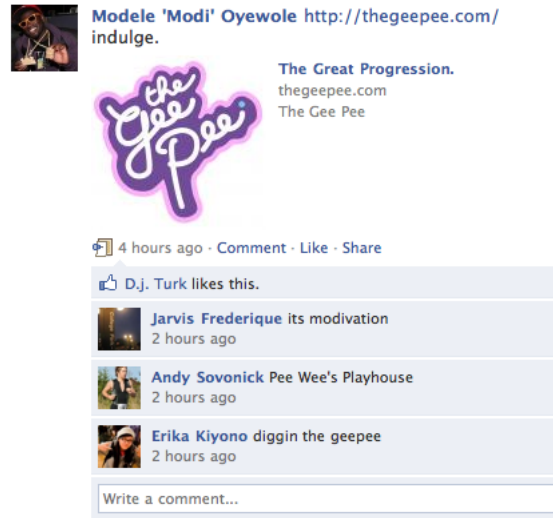 Modele 'Modi' Oyewole http://thegeepee.com/
indulge.
the
Gee
Pee
The Great Progression.
thegeepee.com
The Gee Pee
4 hours ago · Comment · Like · Share
D.j. Turk likes this.
Jarvis Frederique its modivation
2 hours ago
Andy Sovonick Pee Wee's Playhouse
2 hours ago
Erika Kiyono diggin the geepee
2 hours ago
Write a comment...